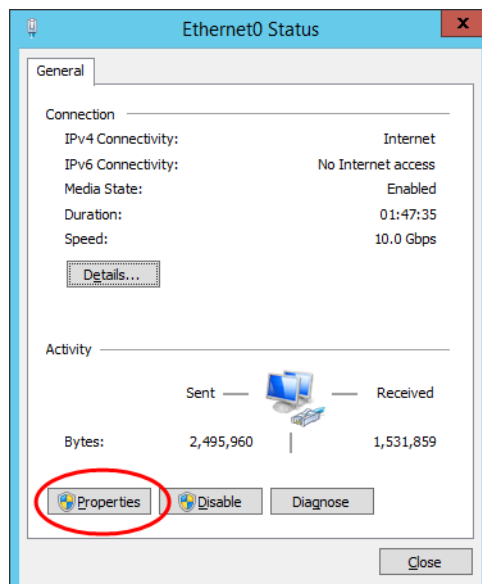 Ethernet0 Status
x
General
Connection
IPv4 Connectivity: Internet
IPv6 Connectivity: No Internet access
Media State: Enabled
Duration: 01:47:35
Speed: 10.0 Gbps
Details...
Activity
Sent Received
Bytes: 2,495,960 1,531,859
Properties Disable Diagnose
Close